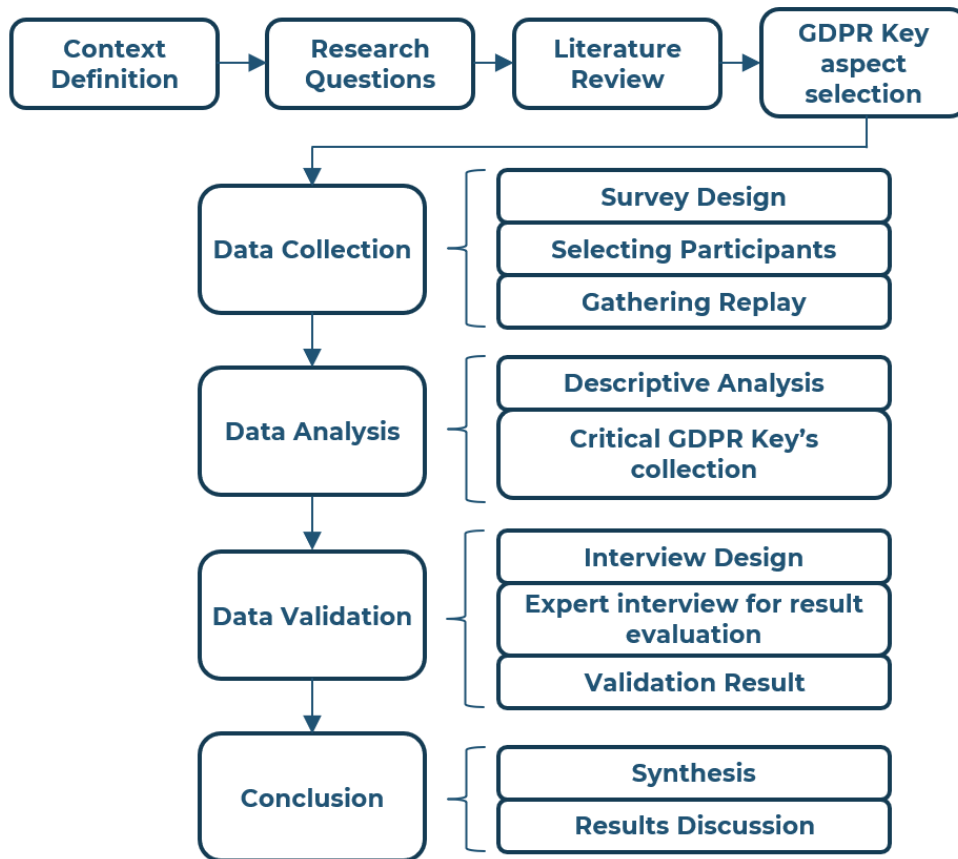 Context
Definition
Research
Questions
Literature
Review
GDPR Key
aspect
selection
Data Collection
Survey Design
Selecting Participants
Gathering Replay
Data Analysis
Descriptive Analysis
Critical GDPR Key’s
collection
Data Validation
Interview Design
Expert interview for result
evaluation
Validation Result
Conclusion
Synthesis
Results Discussion